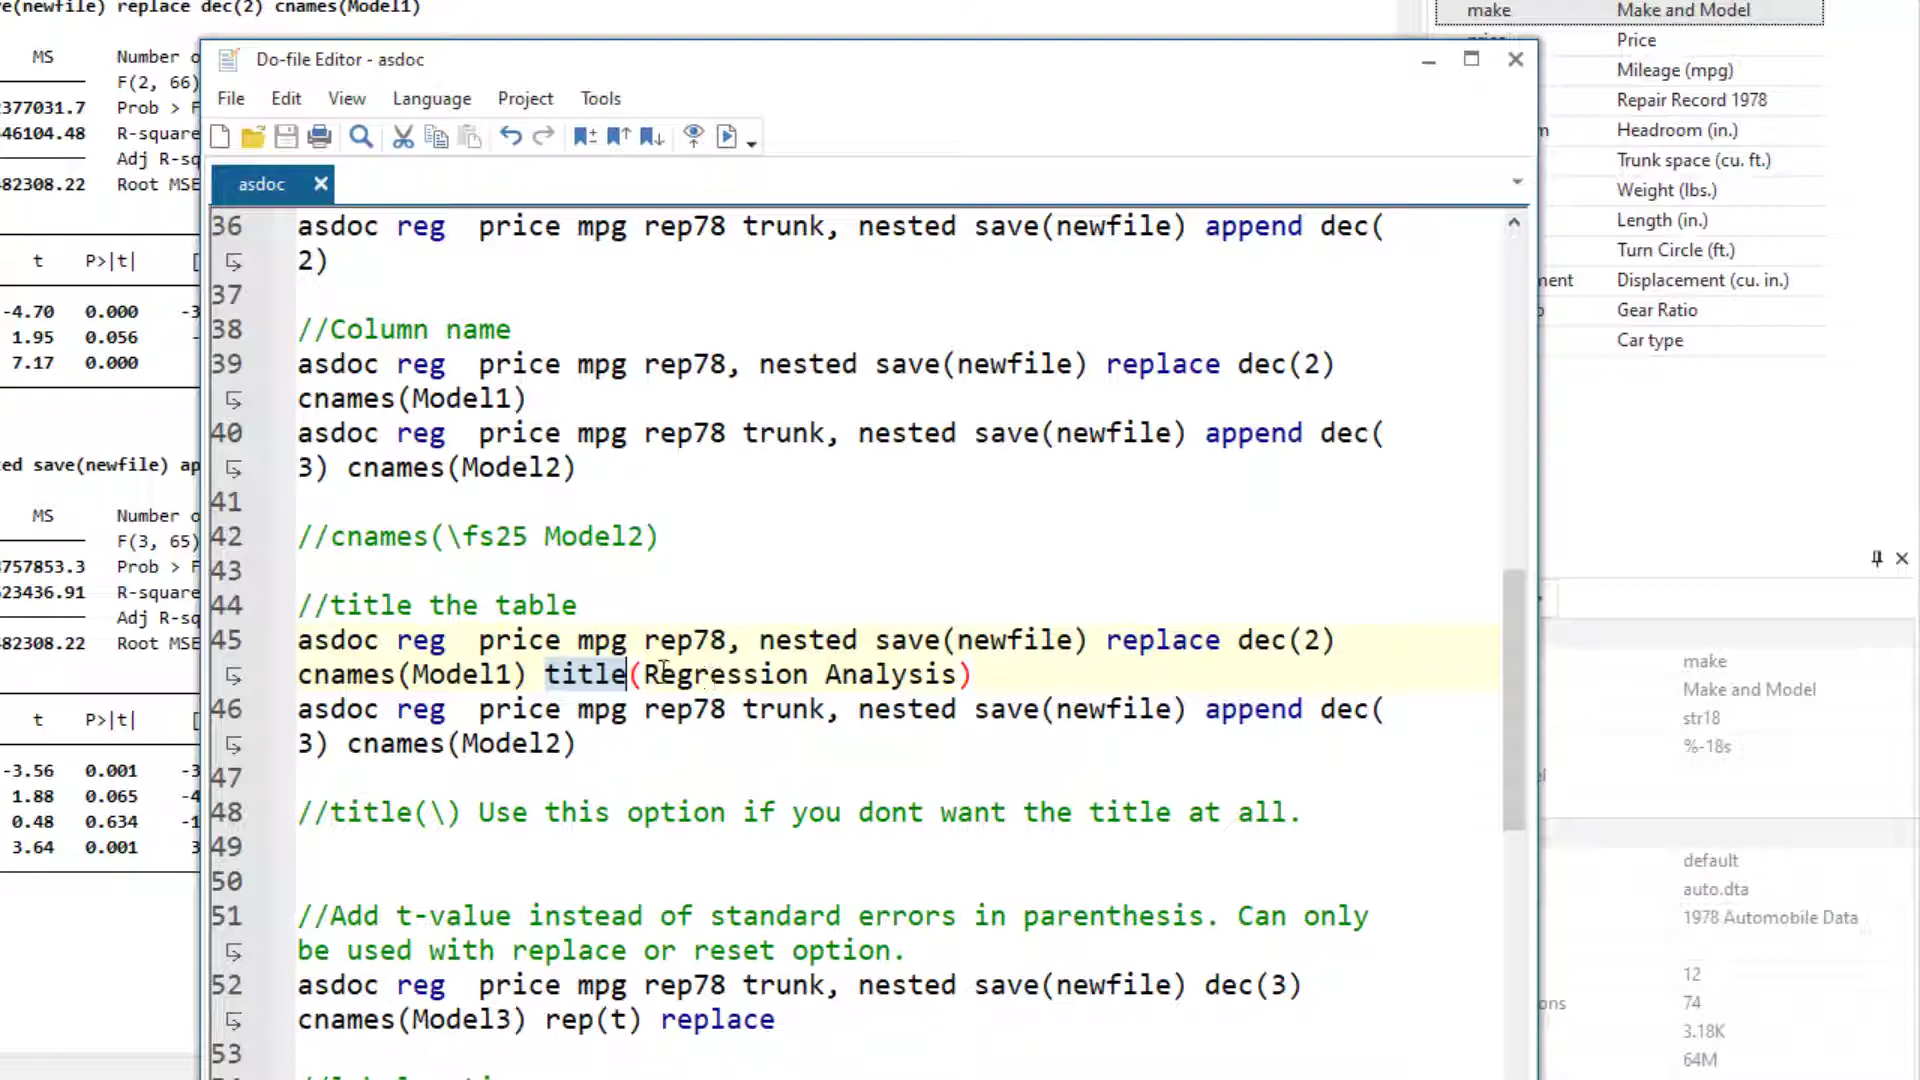 e(newfile) replace dec(2) cnames(Model1)
MS Number o
F(2, 66)
2377031.7 Prob > F
646104.48 R-square
Adj R-sq
482308.22 Root MSE
t P>|t| [
-4.70 0.000 -3
1.95 0.056
7.17 0.000
ed save(newfile) ap
MS Number o
F(3, 65)
757853.3 Prob > F
523436.91 R-square
Adj R-sq
482308.22 Root MSE
t P>|t| [
-3.56 0.001 -3
1.88 0.065 -4
0.48 0.634 -1
3.64 0.001 3
Do-file Editor - asdoc
File Edit View Language Project Tools
asdoc
36 asdoc reg  price mpg rep78 trunk, nested save(newfile) append dec(
2)
37
38 //Column name
39 asdoc reg  price mpg rep78, nested save(newfile) replace dec(2)
cnames(Model1)
40 asdoc reg  price mpg rep78 trunk, nested save(newfile) append dec(
3) cnames(Model2)
41
42 //cnames(\fs25 Model2)
43
44 //title the table
45 asdoc reg  price mpg rep78, nested save(newfile) replace dec(2)
cnames(Model1) title(Regression Analysis)
46 asdoc reg  price mpg rep78 trunk, nested save(newfile) append dec(
3) cnames(Model2)
47
48 //title(\) Use this option if you dont want the title at all.
49
50
51 //Add t-value instead of standard errors in parenthesis. Can only
be used with replace or reset option.
52 asdoc reg  price mpg rep78 trunk, nested save(newfile) dec(3)
cnames(Model3) rep(t) replace
53
make Make and Model
Price
Mileage (mpg)
Repair Record 1978
m Headroom (in.)
Trunk space (cu. ft.)
Weight (lbs.)
Length (in.)
Turn Circle (ft.)
ment Displacement (cu. in.)
o Gear Ratio
Car type
make
Make and Model
str18
%-18s
el
default
auto.dta
1978 Automobile Data
12
ons 74
3.18K
64M